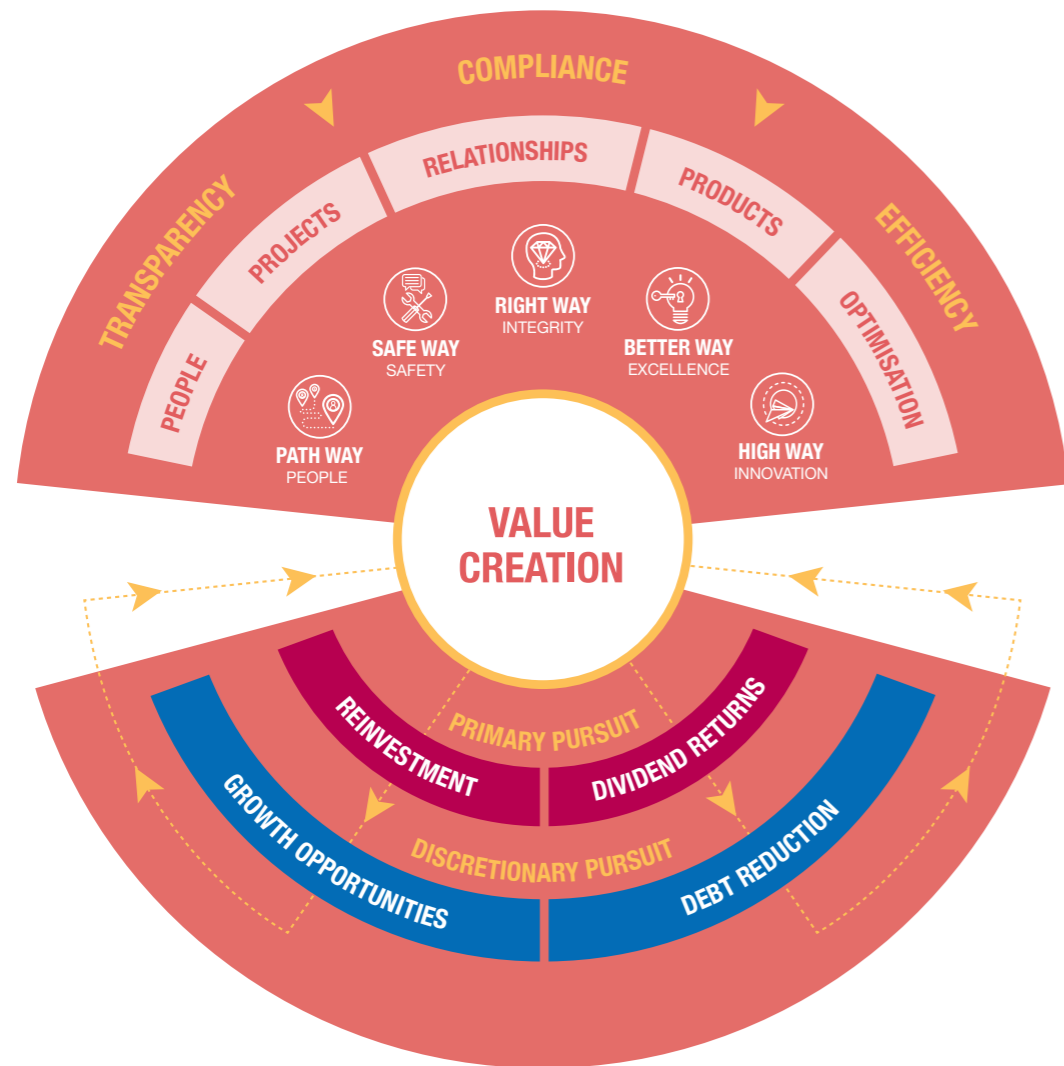 COMPLIANCE
TRANSPARENCY
EFFICIENCY
PEOPLE
PROJECTS
RELATIONSHIPS
PRODUCTS
OPTIMISATION
PATH WAY
PEOPLE
SAFE WAY
SAFETY
RIGHT WAY
INTEGRITY
BETTER WAY
EXCELLENCE
HIGH WAY
INNOVATION
VALUE
CREATION
PRIMARY PURSUIT
REINVESTMENT
DIVIDEND RETURNS
DISCRETIONARY PURSUIT
GROWTH OPPORTUNITIES
DEBT REDUCTION